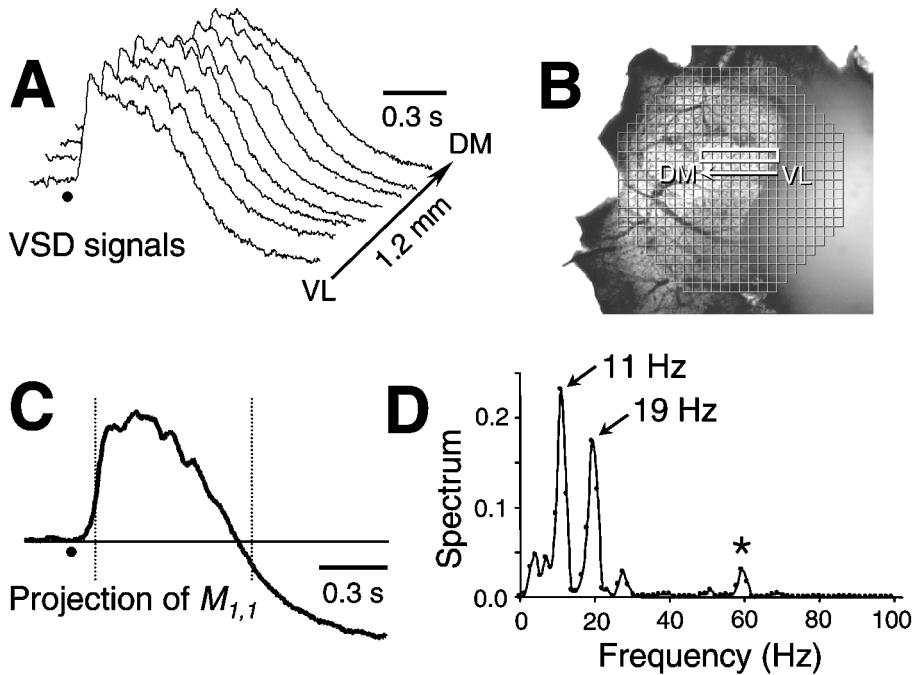 A
0.3 s
DM
1.2 mm
VL
VSD signals
B
DM
VL
C
0.3 s
Projection of M1,1
D
11 Hz
19 Hz
*
Spectrum
0.2
0.1
0.0
0 20 40 60 80 100
Frequency (Hz)